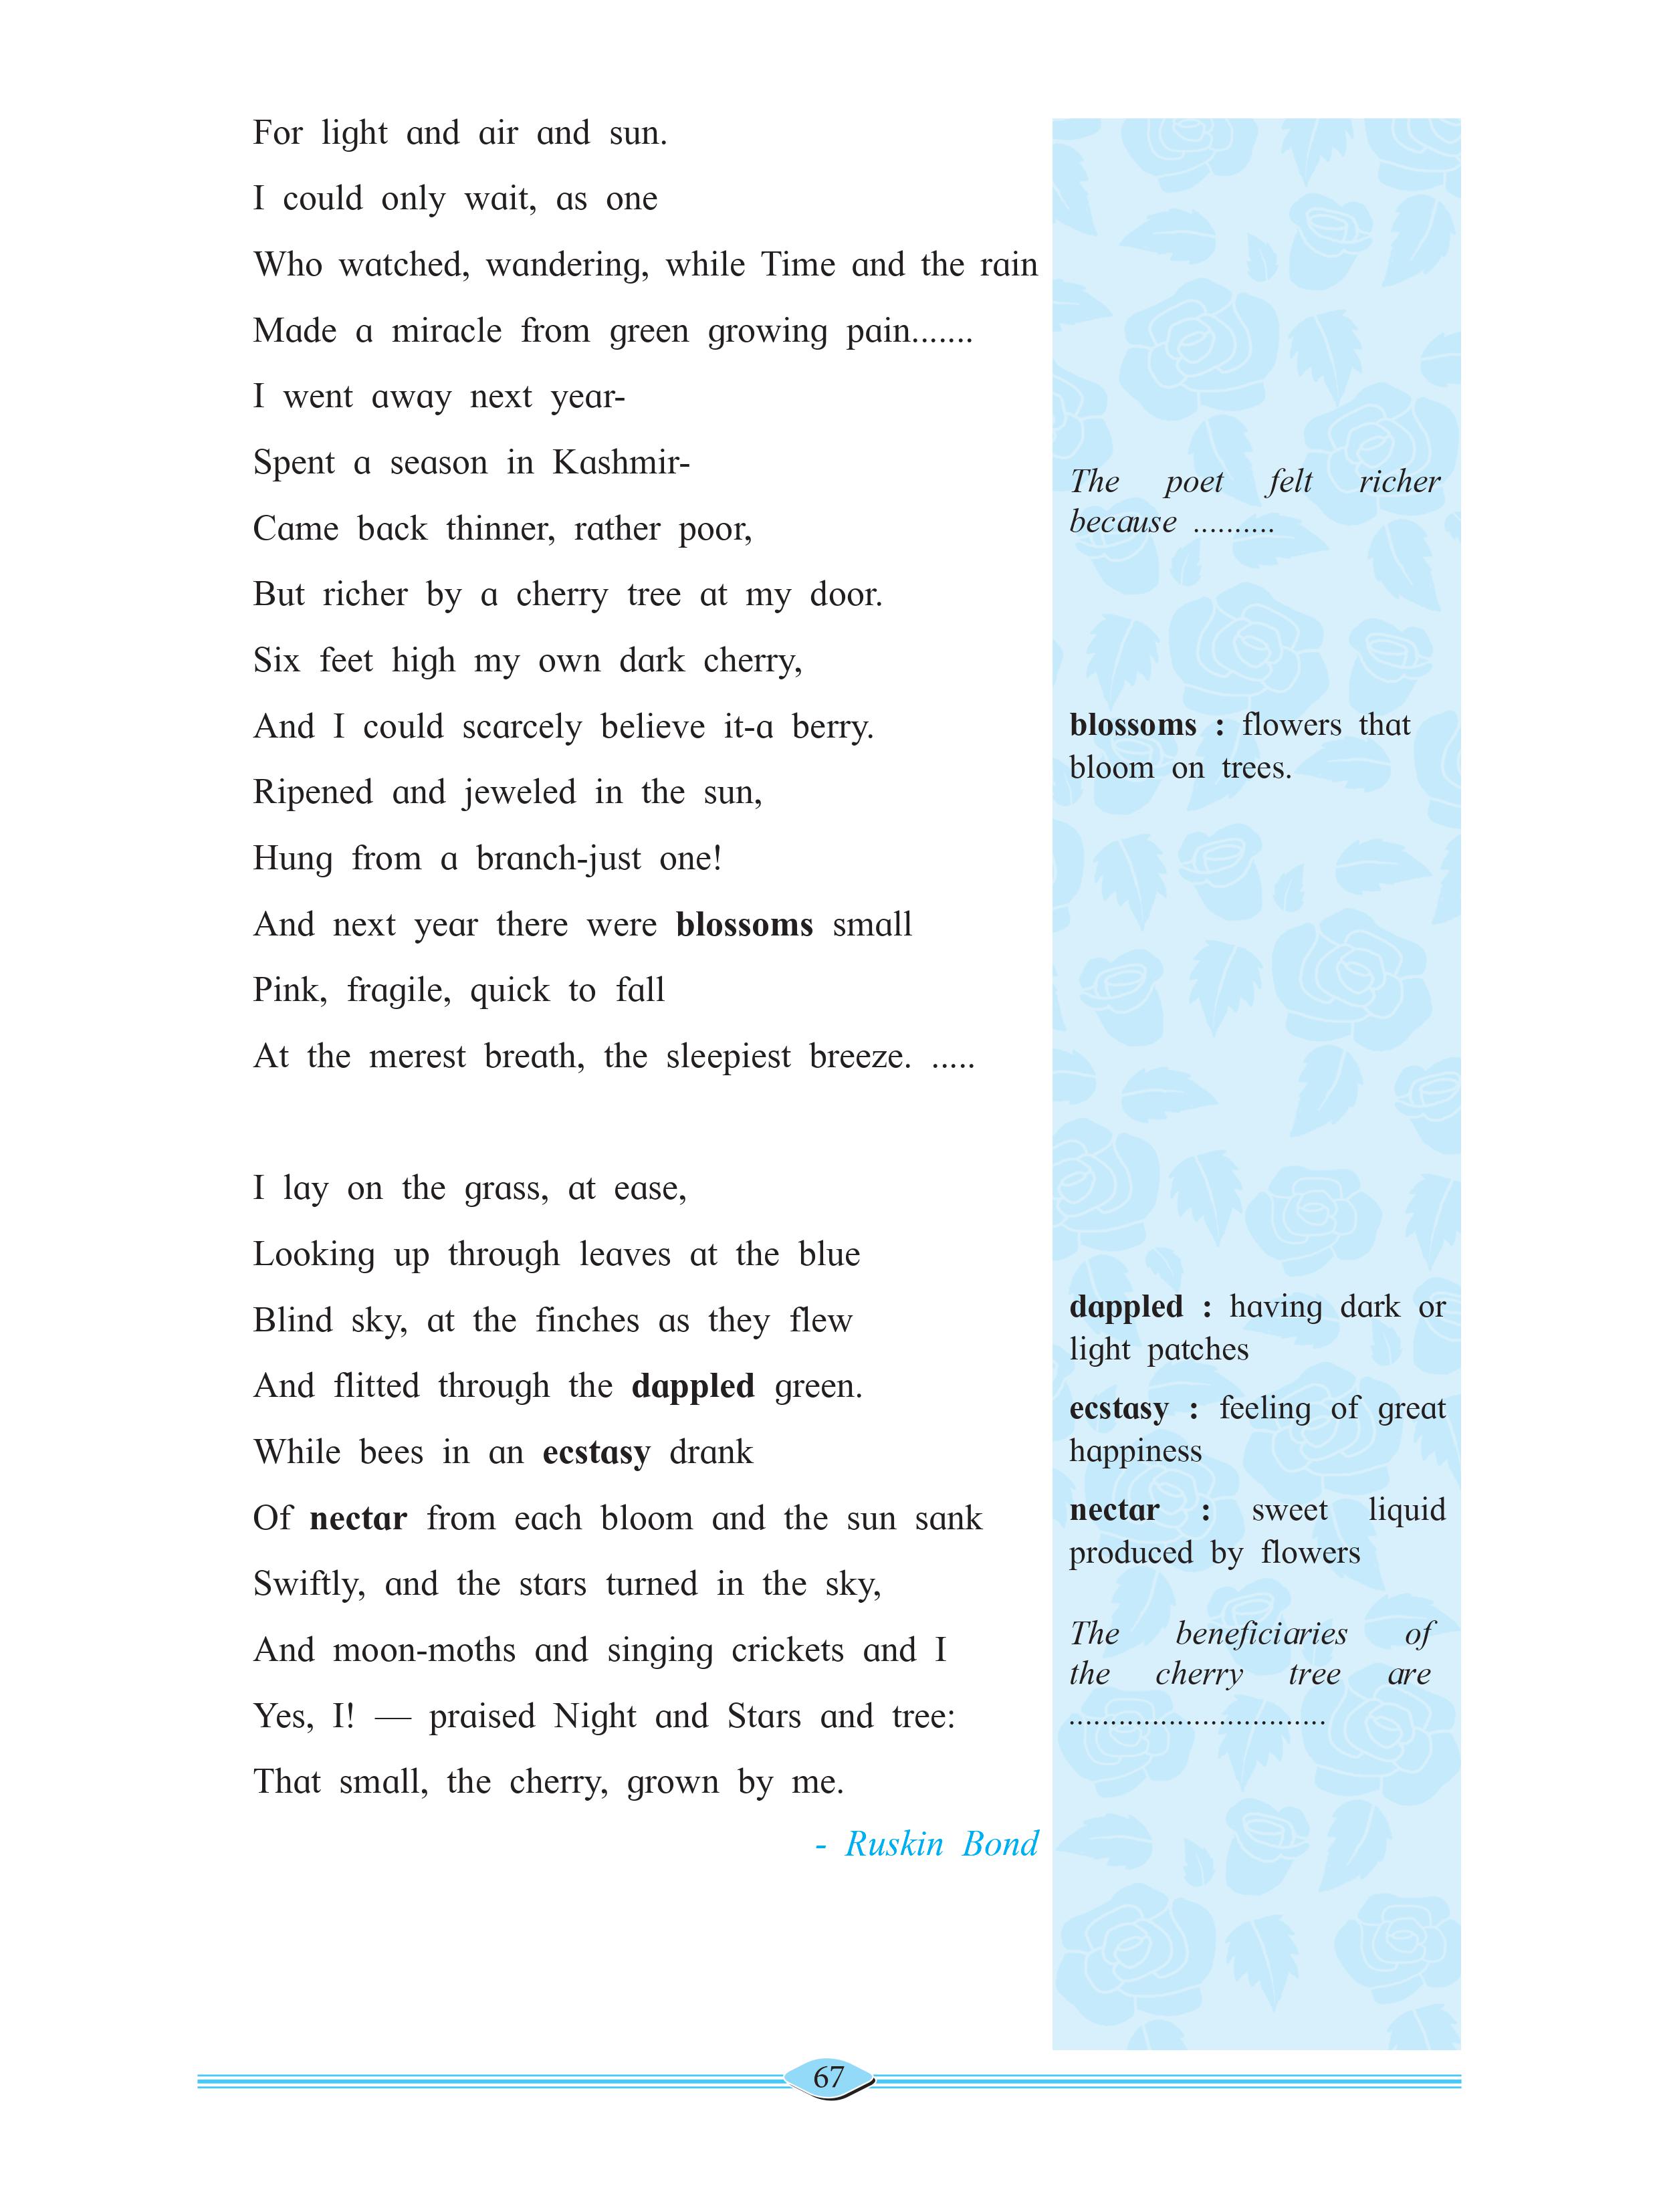 For light and air and sun.
I could only wait, as one
Who watched, wandering, while Time and the rain
Made a miracle from green growing pain.......
I went away next year-
Spent a season in Kashmir-
Came back thinner, rather poor,
But richer by a cherry tree at my door.
Six feet high my own dark cherry,
And I could scarcely believe it-a berry.
Ripened and jeweled in the sun,
Hung from a branch-just one!
And next year there were blossoms small
Pink, fragile, quick to fall
At the merest breath, the sleepiest breeze. .....
I lay on the grass, at ease,
Looking up through leaves at the blue
Blind sky, at the finches as they flew
And flitted through the dappled green.
While bees in an ecstasy drank
Of nectar from each bloom and the sun sank
Swiftly, and the stars turned in the sky,
And moon-moths and singing crickets and I
Yes, I! — praised Night and Stars and tree:
That small, the cherry, grown by me.
- Ruskin Bond
The poet felt richer
because ..........
blossoms : flowers that
bloom on trees.
dappled : having dark or
light patches
ecstasy : feeling of great
happiness
nectar : sweet liquid
produced by flowers
The beneficiaries of
the cherry tree are
...............................
67